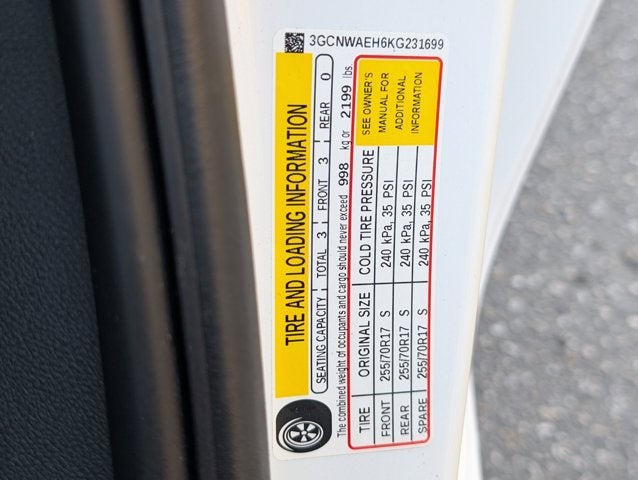 3GCNWAEH6KG231699
TIRE AND LOADING INFORMATION
SEATING CAPACITY TOTAL 3 FRONT 3 REAR 0
The combined weight of occupants and cargo should never exceed 998 kg or 2199 lbs
TIRE ORIGINAL SIZE COLD TIRE PRESSURE
FRONT 255/70R17 S 240 kPa, 35 PSI
REAR 255/70R17 S 240 kPa, 35 PSI
SPARE 255/70R17 S 240 kPa, 35 PSI
SEE OWNER'S
MANUAL FOR
ADDITIONAL
INFORMATION